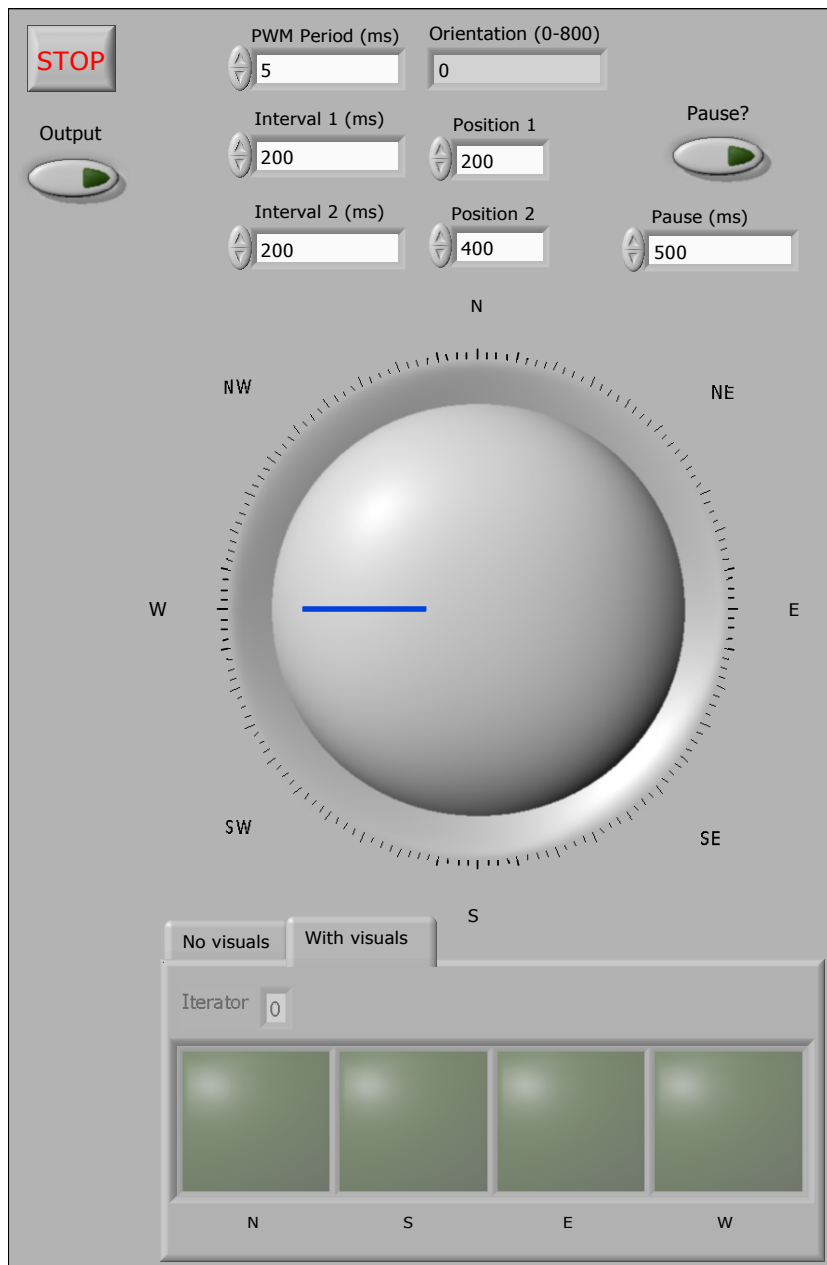 STOP
PWM Period (ms)
Orientation (0-800)
5
0
Output
Interval 1 (ms)
Position 1
Pause?
200
200
Interval 2 (ms)
Position 2
Pause (ms)
200
400
500
N
NW
NE
W
E
SW
SE
S
No visuals
With visuals
Iterator
0
N
S
E
W